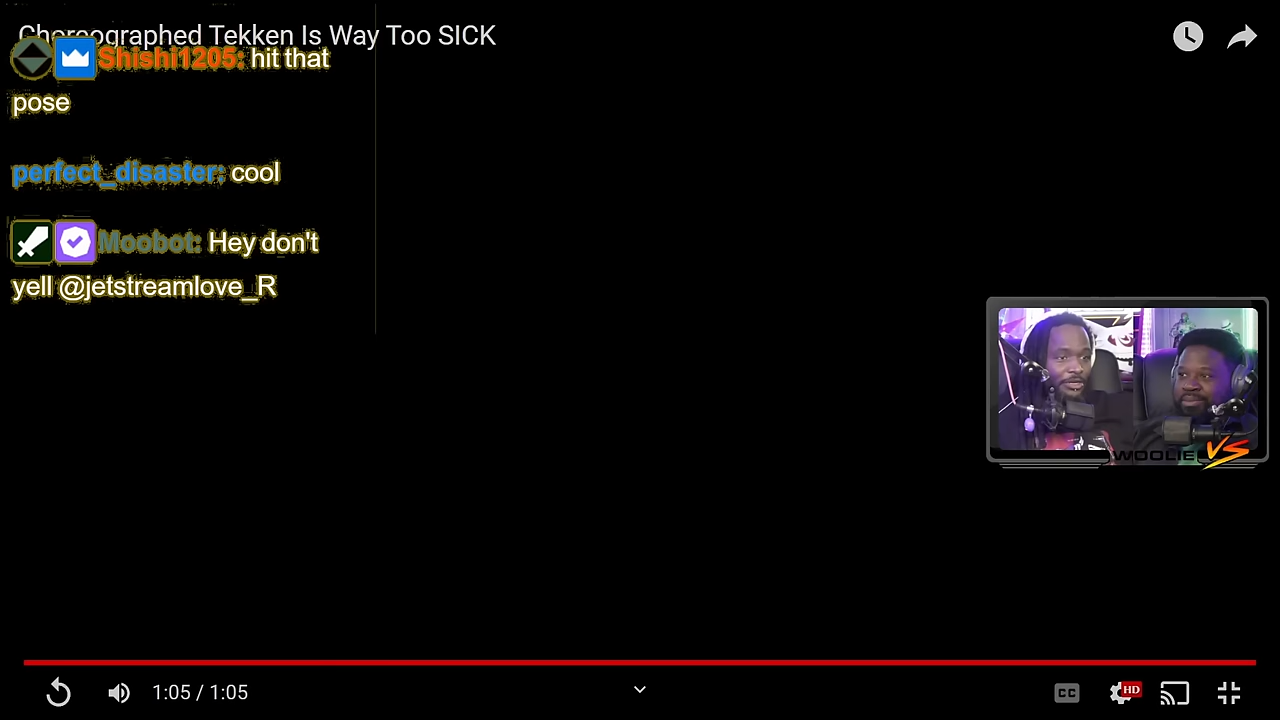 Choreographed Tekken Is Way Too SICK
Shishi1205: hit that
pose
perfect_disaster: cool
Moobot: Hey don't
yell @jetstreamlove_R
WOOLIE VS
1:05 / 1:05
CC
HD